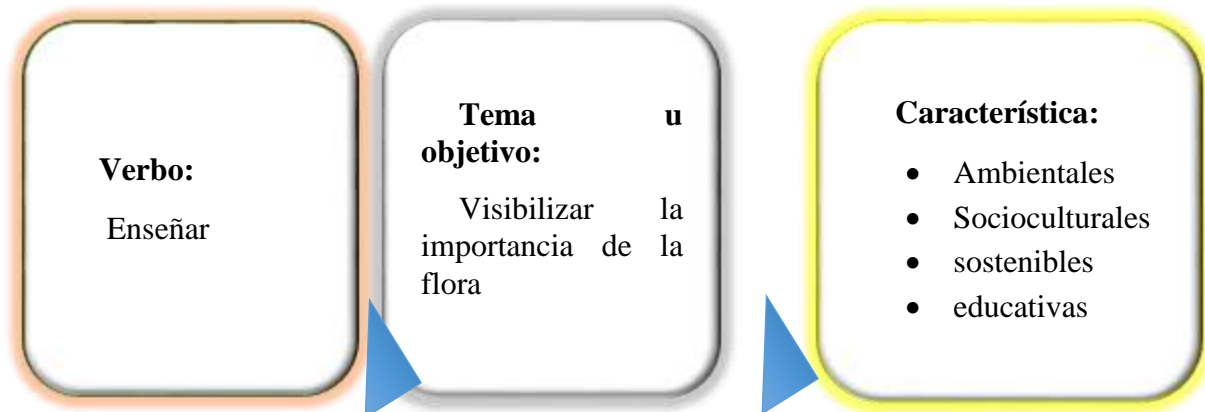 Verbo:
Enseñar
Tema u
objetivo:
Visibilizar la
importancia de la
flora
Característica:
• Ambientales
• Socioculturales
• sostenibles
• educativas